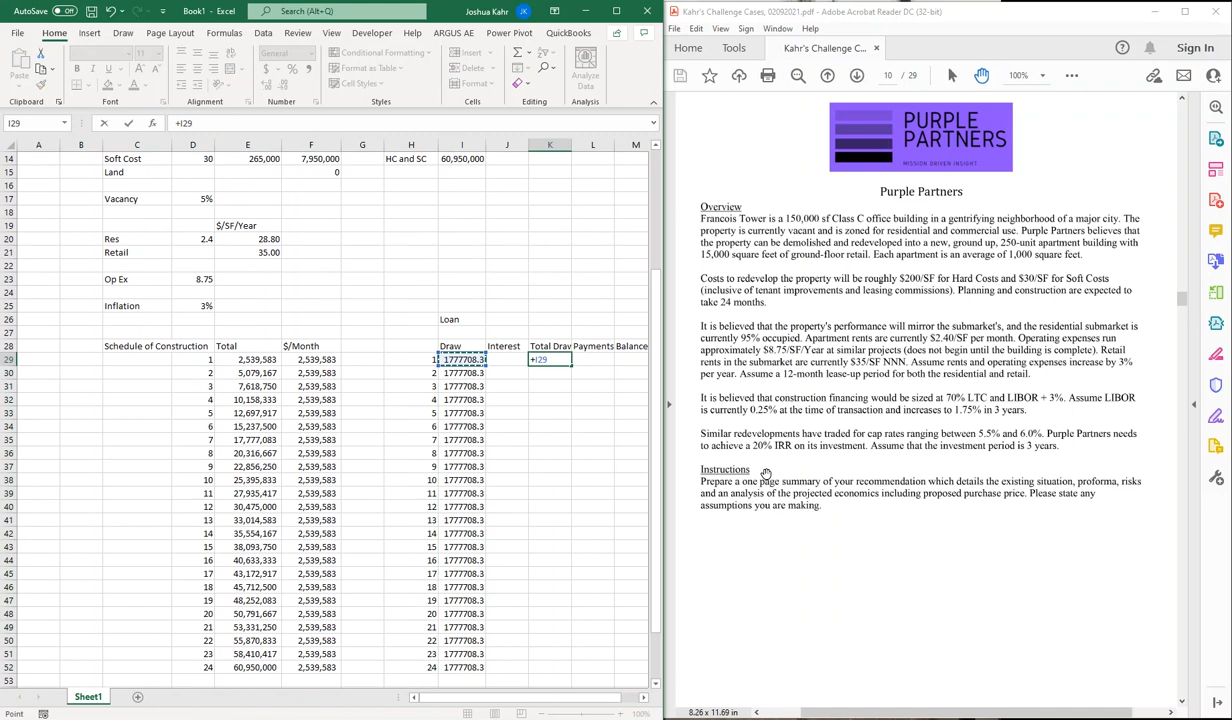 AutoSave Off Book1 - Excel Search (Alt+Q) Joshua Kahr JK
File Home Insert Draw Page Layout Formulas Data Review View Developer Help ARGUS AE Power Pivot QuickBooks
Paste B I U General $ % Conditional Formatting Format as Table Cell Styles Insert Delete Format Analyze Data
Clipboard Font Alignment Number Styles Cells Editing Analysis
I29 fx +I29
A B C D E F G H I J K L M
14 Soft Cost 30 265,000 7,950,000 HC and SC 60,950,000
15 Land 0
16
17 Vacancy 5%
18
19 $/SF/Year
20 Res 2.4 28.80
21 Retail 35.00
22
23 Op Ex 8.75
24
25 Inflation 3%
26 Loan
27
28 Schedule of Construction Total $/Month Draw Interest Total Draw Payments Balance
29 1 2,539,583 2,539,583 1 1777708.3 +I29
30 2 5,079,167 2,539,583 2 1777708.3
31 3 7,618,750 2,539,583 3 1777708.3
32 4 10,158,333 2,539,583 4 1777708.3
33 5 12,697,917 2,539,583 5 1777708.3
34 6 15,237,500 2,539,583 6 1777708.3
35 7 17,777,083 2,539,583 7 1777708.3
36 8 20,316,667 2,539,583 8 1777708.3
37 9 22,856,250 2,539,583 9 1777708.3
38 10 25,395,833 2,539,583 10 1777708.3
39 11 27,935,417 2,539,583 11 1777708.3
40 12 30,475,000 2,539,583 12 1777708.3
41 13 33,014,583 2,539,583 13 1777708.3
42 14 35,554,167 2,539,583 14 1777708.3
43 15 38,093,750 2,539,583 15 1777708.3
44 16 40,633,333 2,539,583 16 1777708.3
45 17 43,172,917 2,539,583 17 1777708.3
46 18 45,712,500 2,539,583 18 1777708.3
47 19 48,252,083 2,539,583 19 1777708.3
48 20 50,791,667 2,539,583 20 1777708.3
49 21 53,331,250 2,539,583 21 1777708.3
50 22 55,870,833 2,539,583 22 1777708.3
51 23 58,410,417 2,539,583 23 1777708.3
52 24 60,950,000 2,539,583 24 1777708.3
53
Sheet1
Point 100%
Kahr's Challenge Cases, 02092021.pdf - Adobe Acrobat Reader DC (32-bit)
File Edit View Sign Window Help
Home Tools Kahr's Challenge C... Sign In
10 / 29 100%
PURPLE
PARTNERS
MISSION DRIVEN INSIGHT
Purple Partners
Overview
Francois Tower is a 150,000 sf Class C office building in a gentrifying neighborhood of a major city. The
property is currently vacant and is zoned for residential and commercial use. Purple Partners believes that
the property can be demolished and redeveloped into a new, ground up, 250-unit apartment building with
15,000 square feet of ground-floor retail. Each apartment is an average of 1,000 square feet.
Costs to redevelop the property will be roughly $200/SF for Hard Costs and $30/SF for Soft Costs
(inclusive of tenant improvements and leasing commissions). Planning and construction are expected to
take 24 months.
It is believed that the property's performance will mirror the submarket's, and the residential submarket is
currently 95% occupied. Apartment rents are currently $2.40/SF per month. Operating expenses run
approximately $8.75/SF/Year at similar projects (does not begin until the building is complete). Retail
rents in the submarket are currently $35/SF NNN. Assume rents and operating expenses increase by 3%
per year. Assume a 12-month lease-up period for both the residential and retail.
It is believed that construction financing would be sized at 70% LTC and LIBOR + 3%. Assume LIBOR
is currently 0.25% at the time of transaction and increases to 1.75% in 3 years.
Similar redevelopments have traded for cap rates ranging between 5.5% and 6.0%. Purple Partners needs
to achieve a 20% IRR on its investment. Assume that the investment period is 3 years.
Instructions
Prepare a one page summary of your recommendation which details the existing situation, proforma, risks
and an analysis of the projected economics including proposed purchase price. Please state any
assumptions you are making.
8.26 x 11.69 in